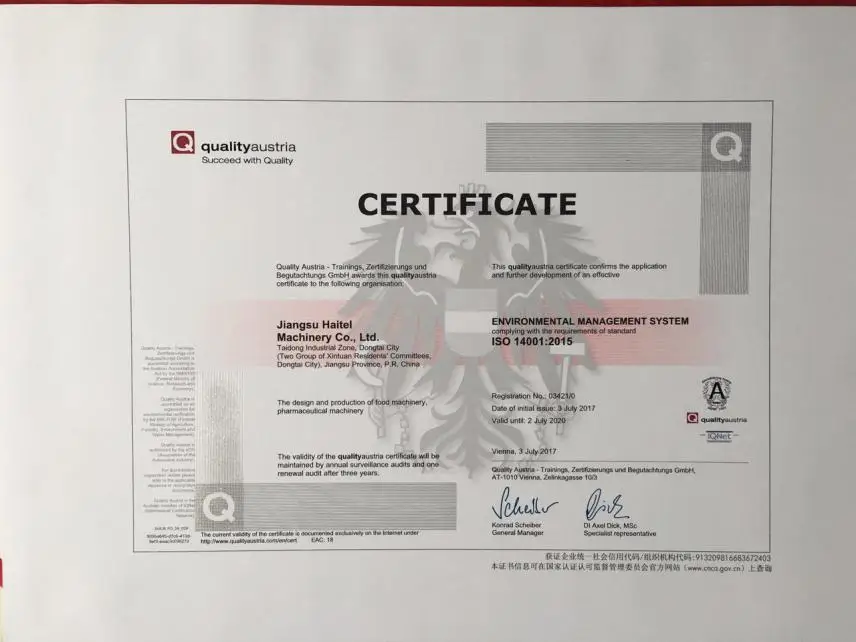 qualityaustria
Succeed with Quality
CERTIFICATE
Quality Austria - Trainings, Zertifizierungs und
Begutachtungs GmbH awards this qualityaustria
certificate to the following organisation:
This qualityaustria certificate confirms the application
and further development of an effective
Jiangsu Haitel
Machinery Co., Ltd.
Taidong Industrial Zone, Dongtai City
(Two Group of Xintuan Residents' Committees,
Dongtai City), Jiangsu Province, P.R. China
ENVIRONMENTAL MANAGEMENT SYSTEM
complying with the requirements of standard
ISO 14001:2015
The design and production of food machinery,
pharmaceutical machinery
Registration No.: 03421/0
Date of initial issue: 3 July 2017
Valid until: 2 July 2020
qualityaustria
IQNet
The validity of the qualityaustria certificate will be
maintained by annual surveillance audits and one
renewal audit after three years.
Vienna, 3 July 2017
Quality Austria - Trainings, Zertifizierungs und Begutachtungs GmbH,
AT-1010 Vienna, Zelinkagasse 10/3
Konrad Scheiber
General Manager
DI Axel Dick, MSc
Specialist representative
The current validity of the certificate is documented exclusively on the Internet under
http://www.qualityaustria.com/en/cert EAC: 18
获证企业统一社会信用代码/组织机构代码:913209816683672403
本证书信息可在国家认证认可监督管理委员会官方网站(www.cnca.gov.cn)上查询